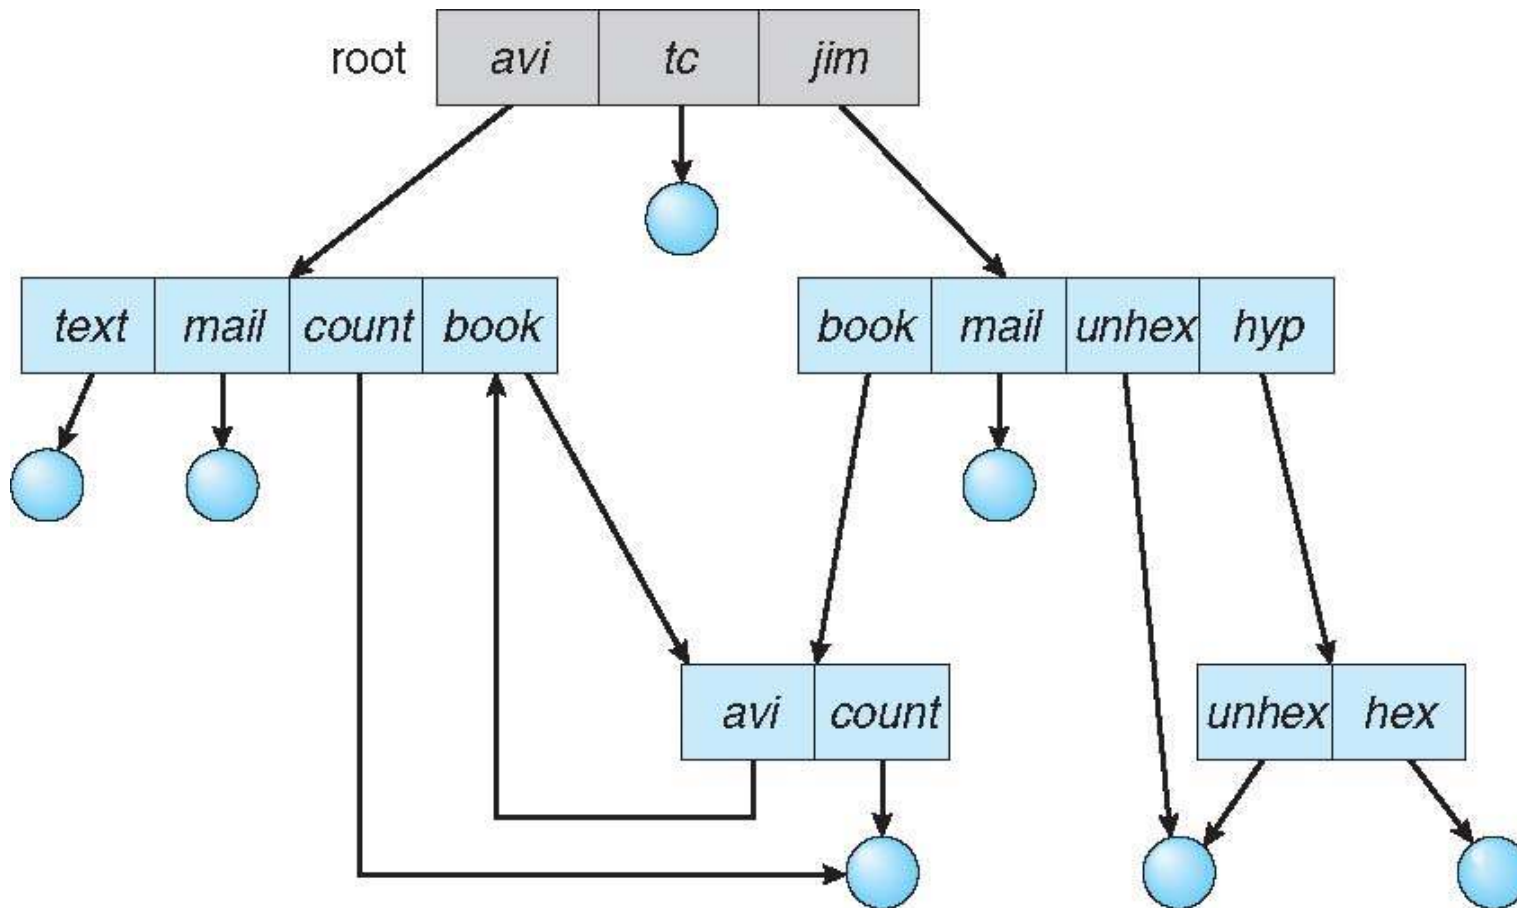 root avi tc jim
text mail count book
book mail unhex hyp
avi count
unhex hex